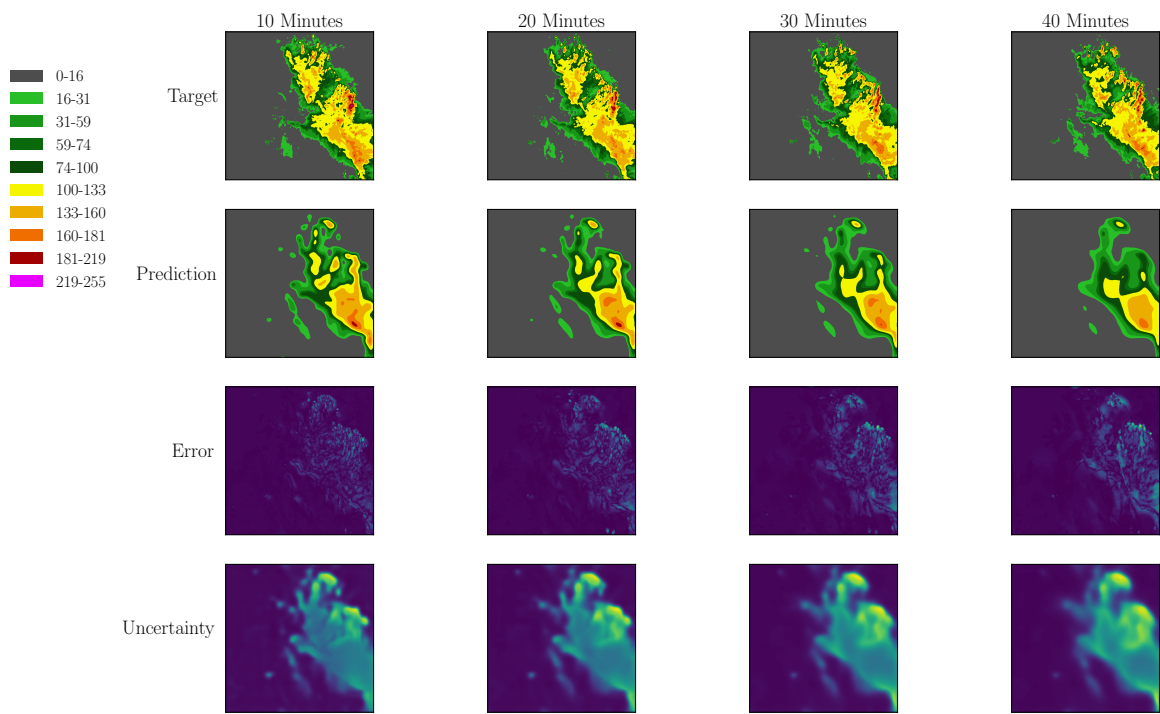 10 Minutes
20 Minutes
30 Minutes
40 Minutes
0-16
16-31
31-59
59-74
74-100
100-133
133-160
160-181
181-219
219-255
Target
Prediction
Error
Uncertainty